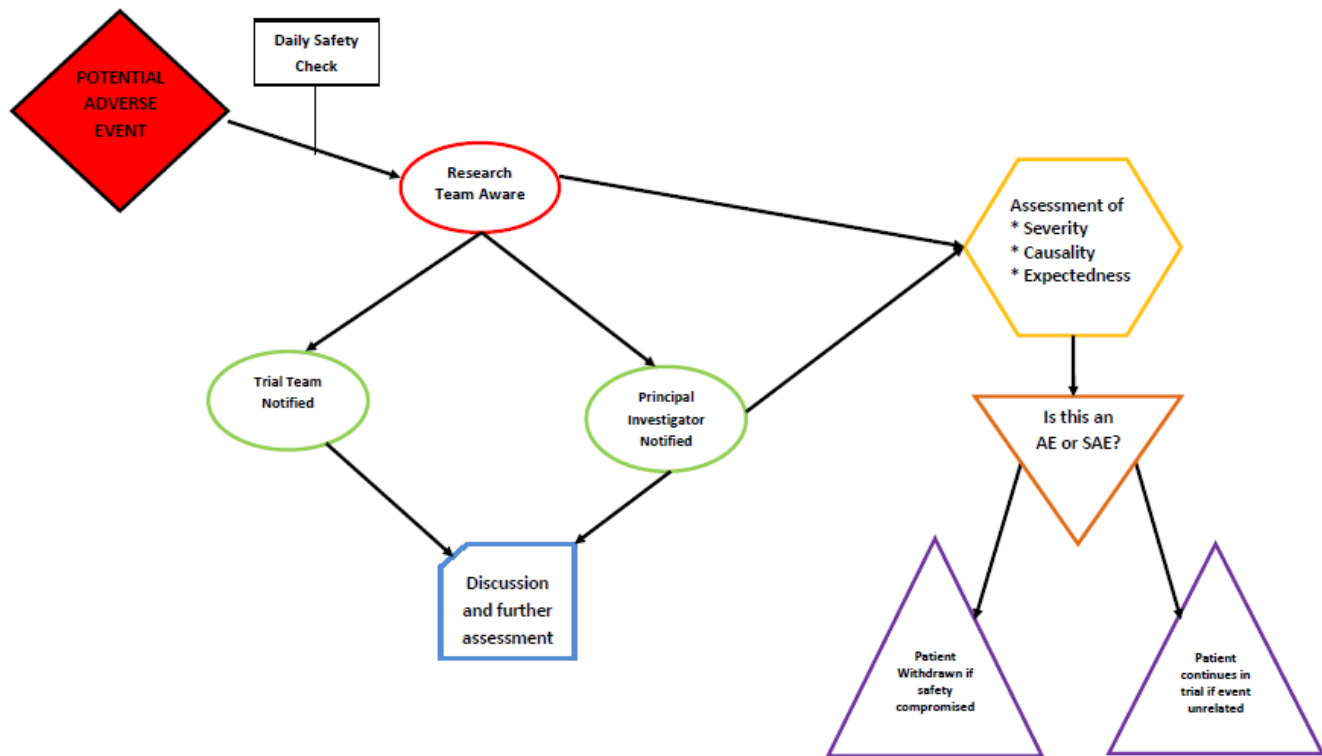 POTENTIAL
ADVERSE
EVENT
Daily Safety
Check
Research
Team Aware
Assessment of
* Severity
* Causality
* Expectedness
Trial Team
Notified
Principal
Investigator
Notified
Is this an
AE or SAE?
Discussion
and further
assessment
Patient
Withdrawn if
safety
compromised
Patient
continues in
trial if event
unrelated